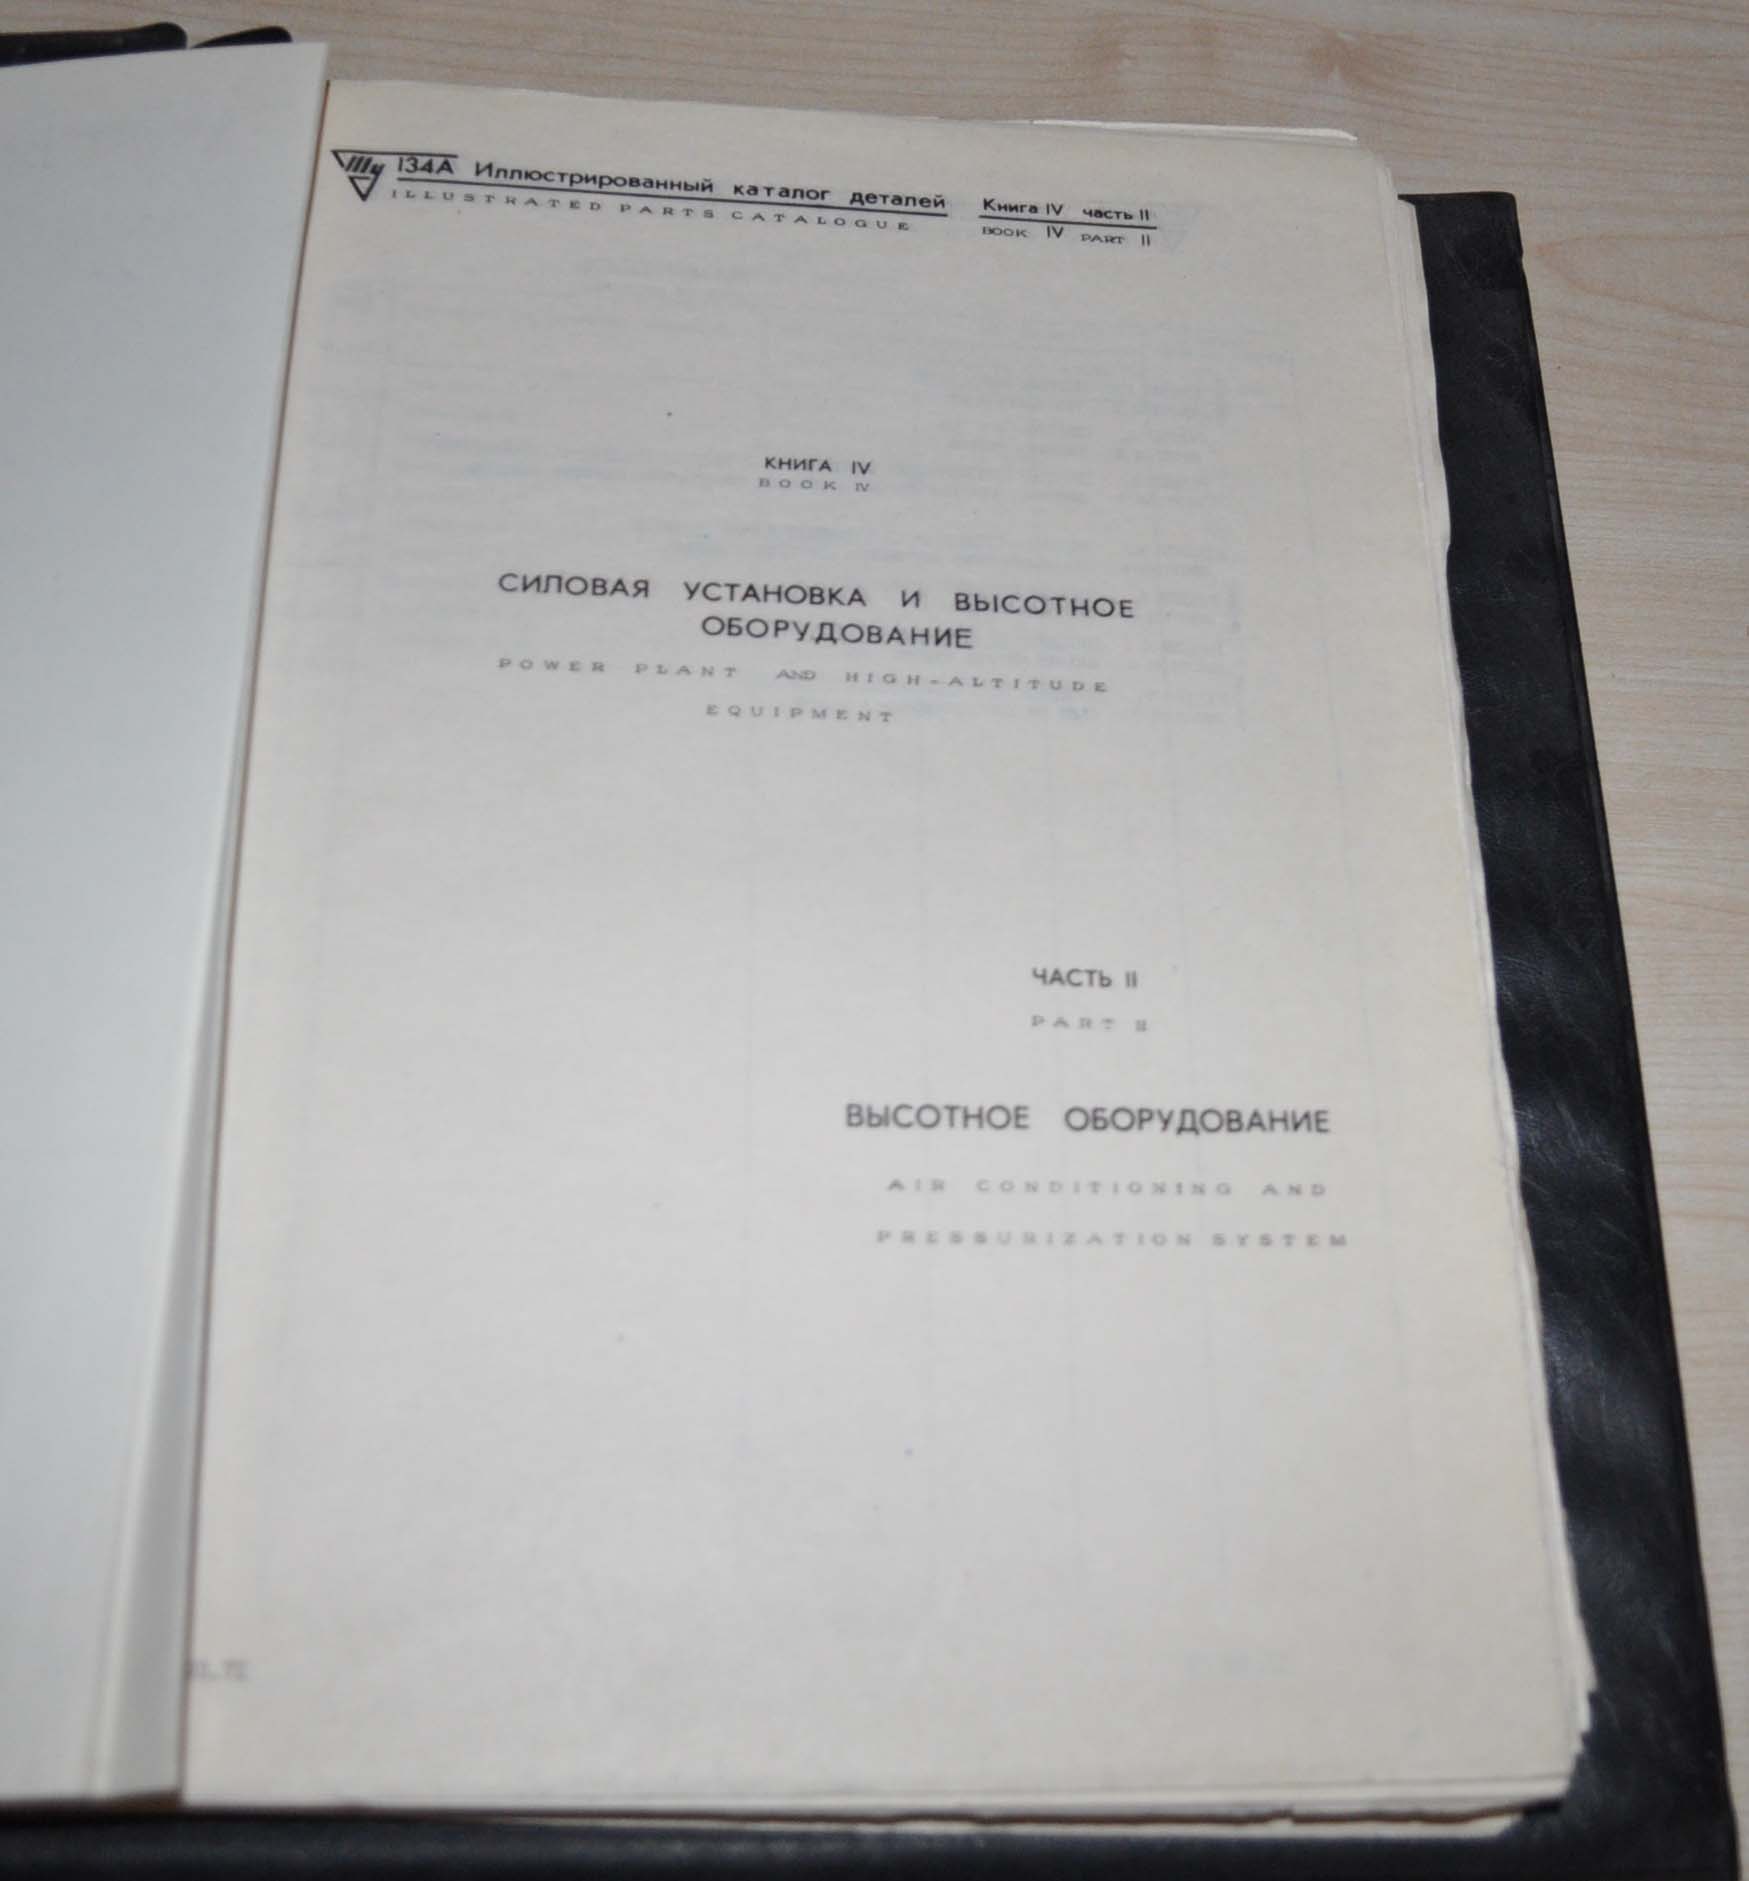 Ту 134А Иллюстрированный каталог деталей Книга IV часть II
ILLUSTRATED PARTS CATALOGUE BOOK IV PART II
КНИГА IV
BOOK IV
СИЛОВАЯ УСТАНОВКА И ВЫСОТНОЕ
ОБОРУДОВАНИЕ
POWER PLANT AND HIGH-ALTITUDE
EQUIPMENT
ЧАСТЬ II
PART II
ВЫСОТНОЕ ОБОРУДОВАНИЕ
AIR CONDITIONING AND
PRESSURIZATION SYSTEM